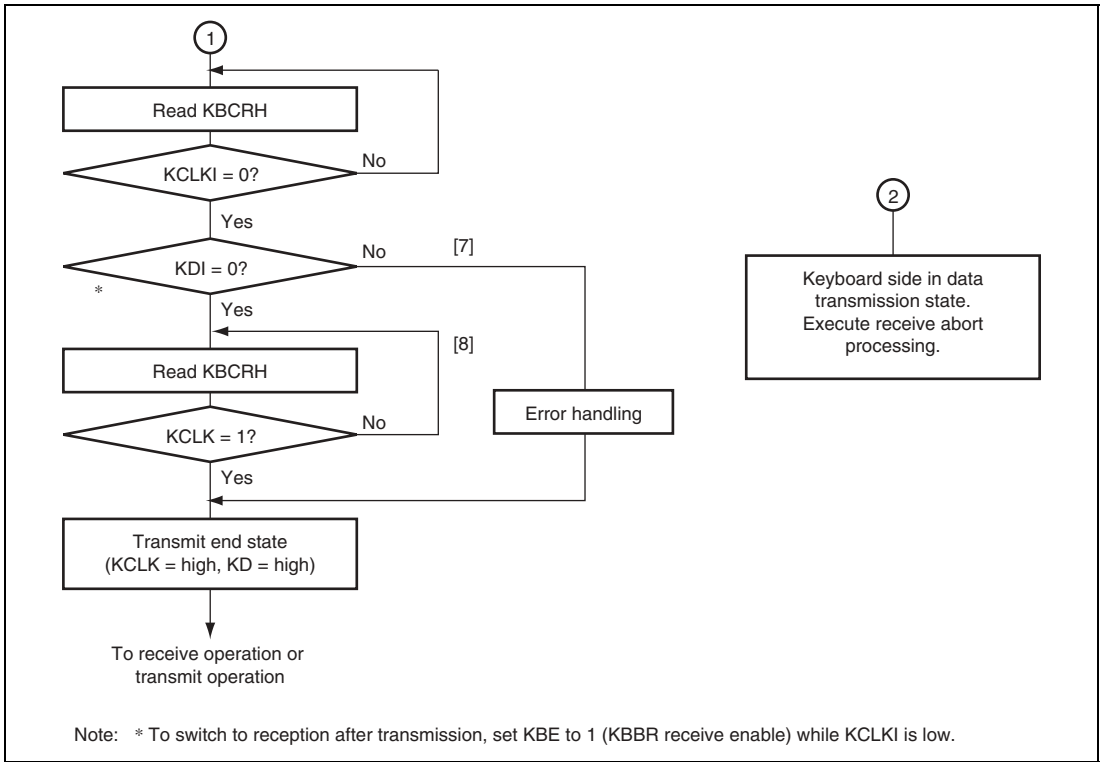 1
Read KBCRH
KCLKI = 0?
No
Yes
KDI = 0?
No
[7]
*
Yes
[8]
Read KBCRH
KCLK = 1?
No
Error handling
Yes
Transmit end state
(KCLK = high, KD = high)
To receive operation or
transmit operation
2
Keyboard side in data
transmission state.
Execute receive abort
processing.
Note: * To switch to reception after transmission, set KBE to 1 (KBBR receive enable) while KCLKI is low.